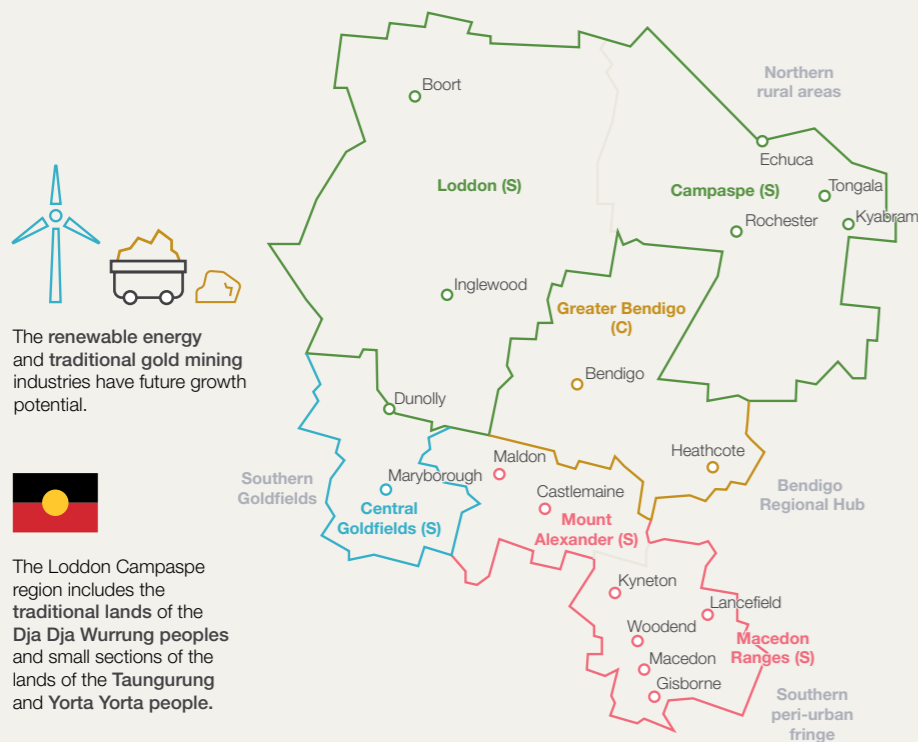 The renewable energy
and traditional gold mining
industries have future growth
potential.
The Loddon Campaspe
region includes the
traditional lands of the
Dja Dja Wurrung peoples
and small sections of the
lands of the Taungurung
and Yorta Yorta people.
Northern
rural areas
Boort
Echuca
Loddon (S)
Campaspe (S)
Tongala
Rochester
Kyabram
Inglewood
Greater Bendigo
(C)
Bendigo
Dunolly
Heathcote
Maldon
Southern
Goldfields
Maryborough
Bendigo
Regional Hub
Castlemaine
Central
Goldfields (S)
Mount
Alexander (S)
Kyneton
Lancefield
Woodend
Macedon
Ranges (S)
Macedon
Gisborne
Southern
peri-urban
fringe